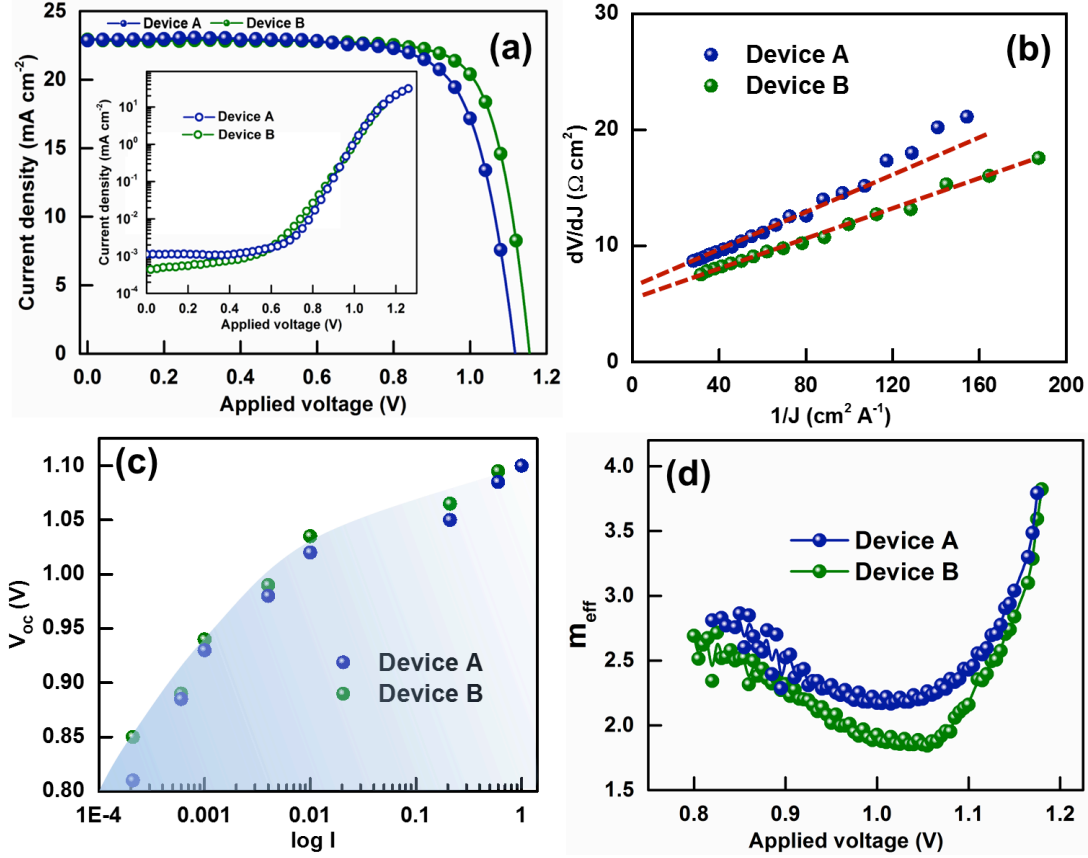 Device A Device B
(a)
25
20
15
10
5
0
Current density (mA cm-2)
0.0 0.2 0.4 0.6 0.8 1.0 1.2
Applied voltage (V)
Device A
Device B
10^1
10^0
10^-1
10^-2
10^-3
10^-4
Current density (mA cm-2)
0.0 0.2 0.4 0.6 0.8 1.0 1.2
Applied voltage (V)
(b)
Device A
Device B
30
20
10
0
dV/dJ (Ω cm2)
0 40 80 120 160 200
1/J (cm2 A-1)
(c)
1.10
1.05
1.00
0.95
0.90
0.85
0.80
Voc (V)
Device A
Device B
1E-4 0.001 0.01 0.1 1
log I
(d)
4.0
3.5
3.0
2.5
2.0
1.5
meff
Device A
Device B
0.8 0.9 1.0 1.1 1.2
Applied voltage (V)